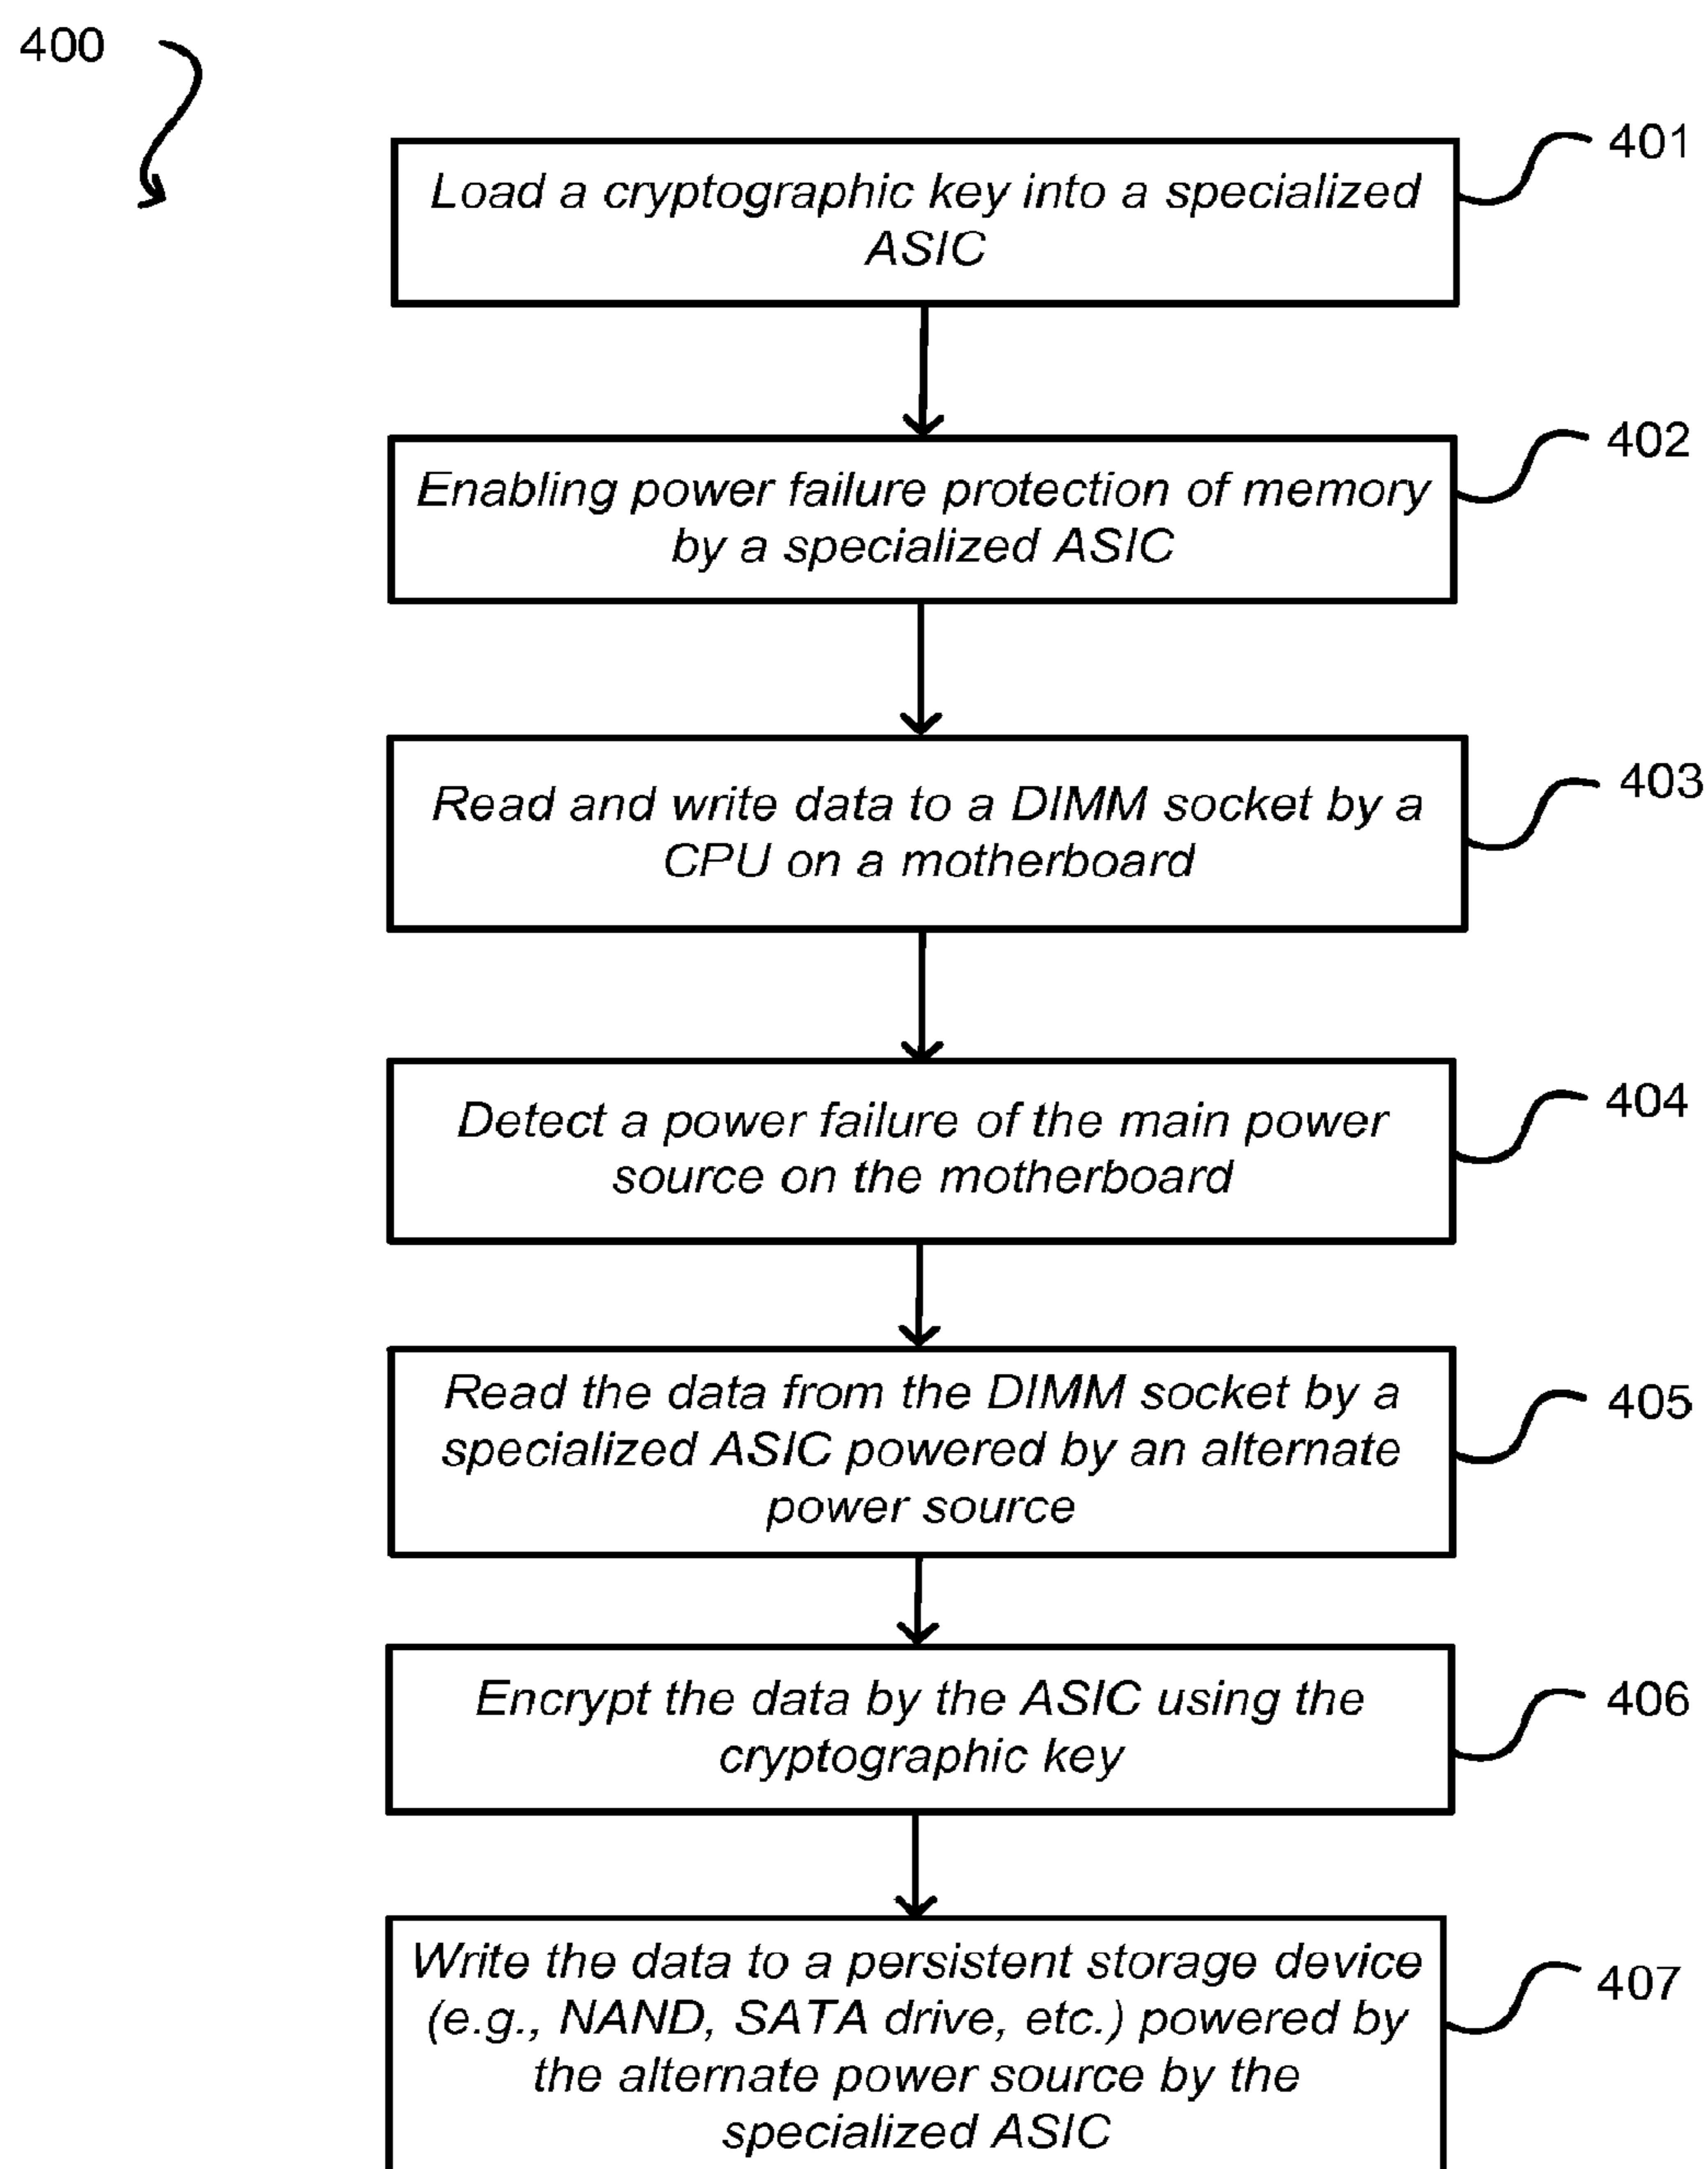 400
401
Load a cryptographic key into a specialized
ASIC
402
Enabling power failure protection of memory
by a specialized ASIC
403
Read and write data to a DIMM socket by a
CPU on a motherboard
404
Detect a power failure of the main power
source on the motherboard
405
Read the data from the DIMM socket by a
specialized ASIC powered by an alternate
power source
406
Encrypt the data by the ASIC using the
cryptographic key
407
Write the data to a persistent storage device
(e.g., NAND, SATA drive, etc.) powered by
the alternate power source by the
specialized ASIC